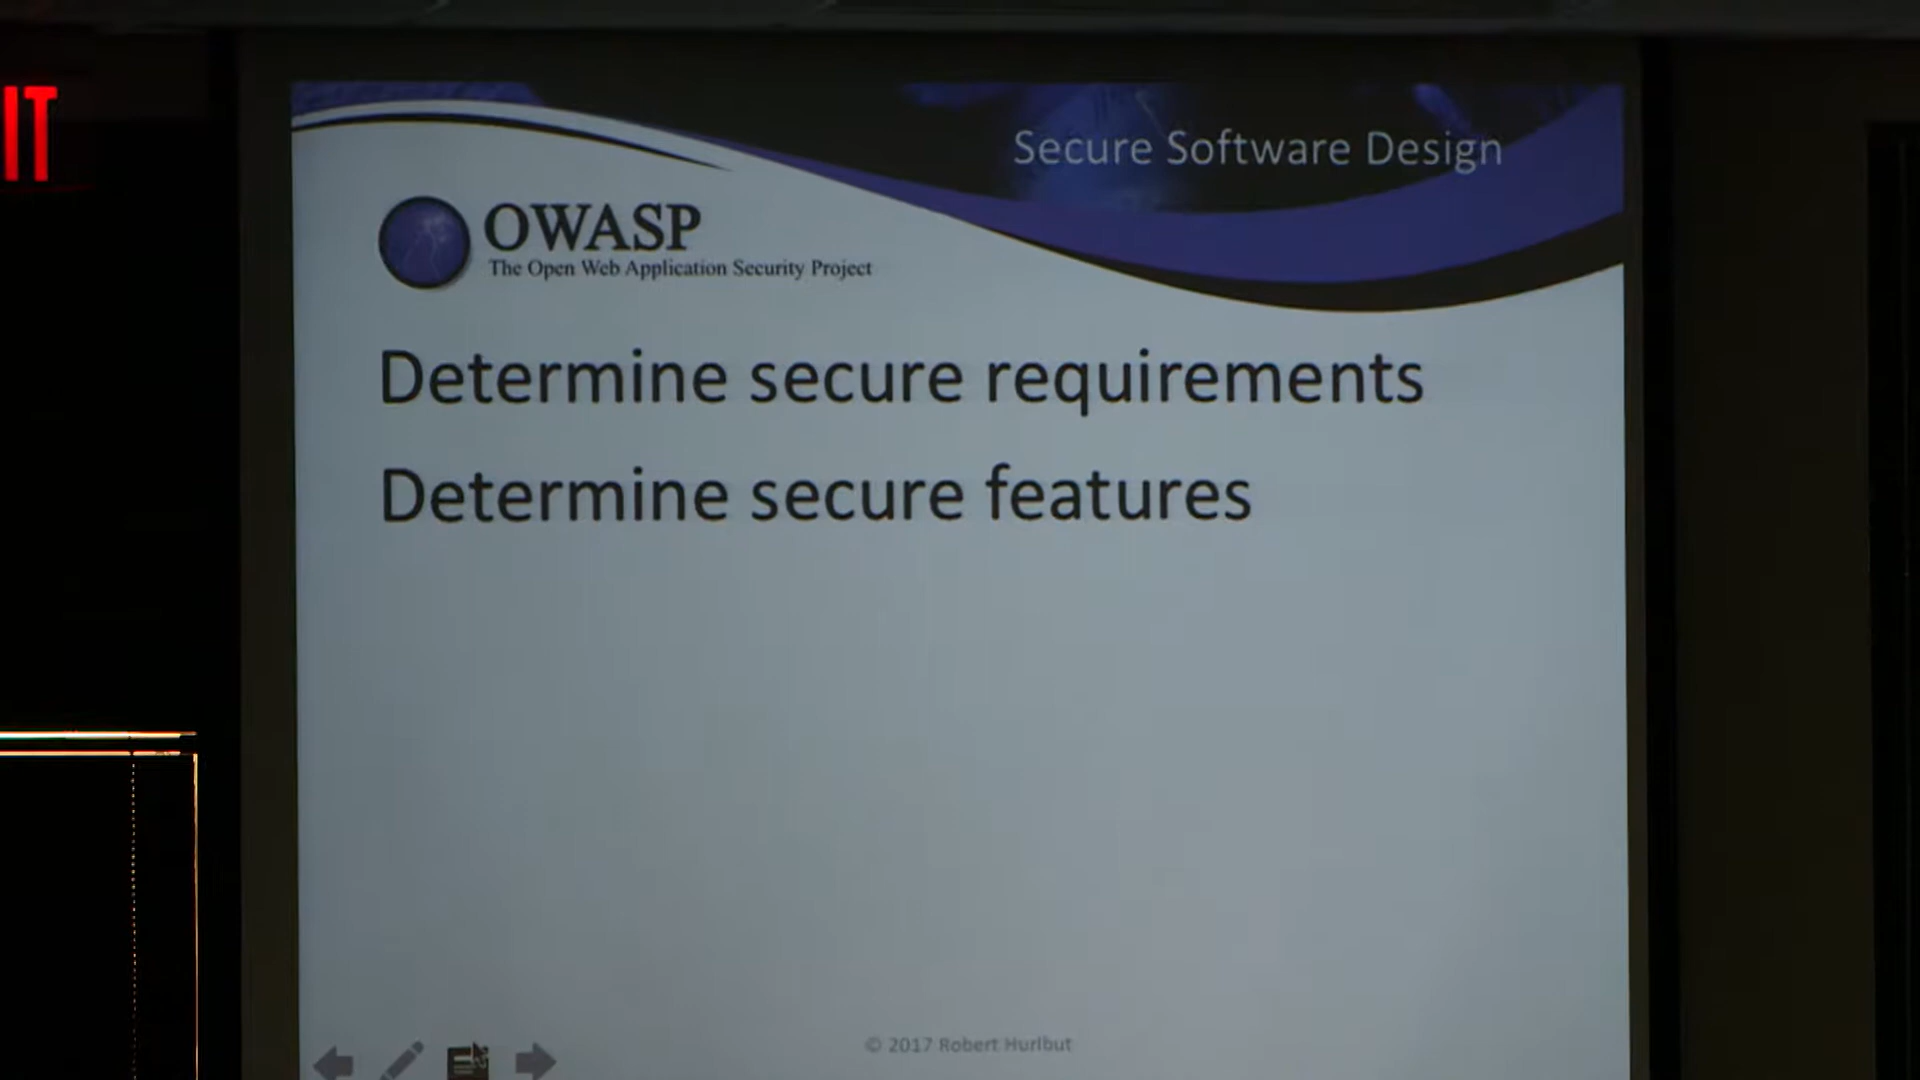 IT
Secure Software Design
OWASP
The Open Web Application Security Project
Determine secure requirements
Determine secure features
© 2017 Robert Hurlbut